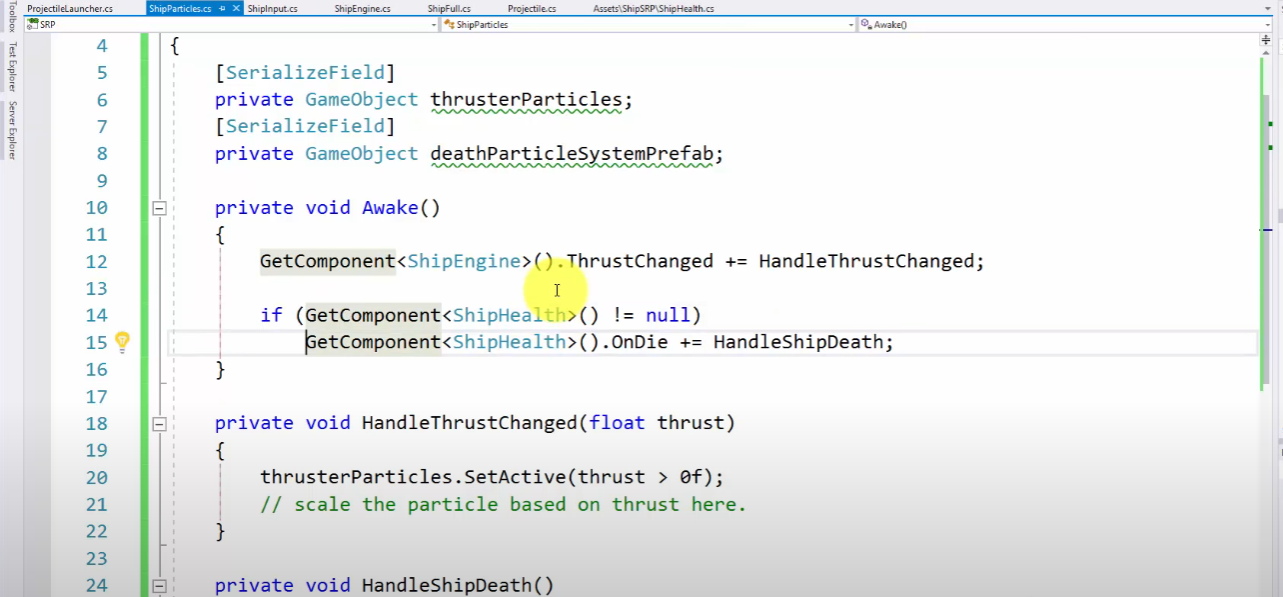 ProjectileLauncher.cs ShipParticles.cs ShipInput.cs ShipEngine.cs ShipFull.cs Projectile.cs Assets\ShipSRP\ShipHealth.cs
SRP ShipParticles Awake()
Toolbox
Test Explorer
Server Explorer
4 {
5 [SerializeField]
6 private GameObject thrusterParticles;
7 [SerializeField]
8 private GameObject deathParticleSystemPrefab;
9
10 private void Awake()
11 {
12 GetComponent<ShipEngine>().ThrustChanged += HandleThrustChanged;
13
14 if (GetComponent<ShipHealth>() != null)
15 GetComponent<ShipHealth>().OnDie += HandleShipDeath;
16 }
17
18 private void HandleThrustChanged(float thrust)
19 {
20 thrusterParticles.SetActive(thrust > 0f);
21 // scale the particle based on thrust here.
22 }
23
24 private void HandleShipDeath()